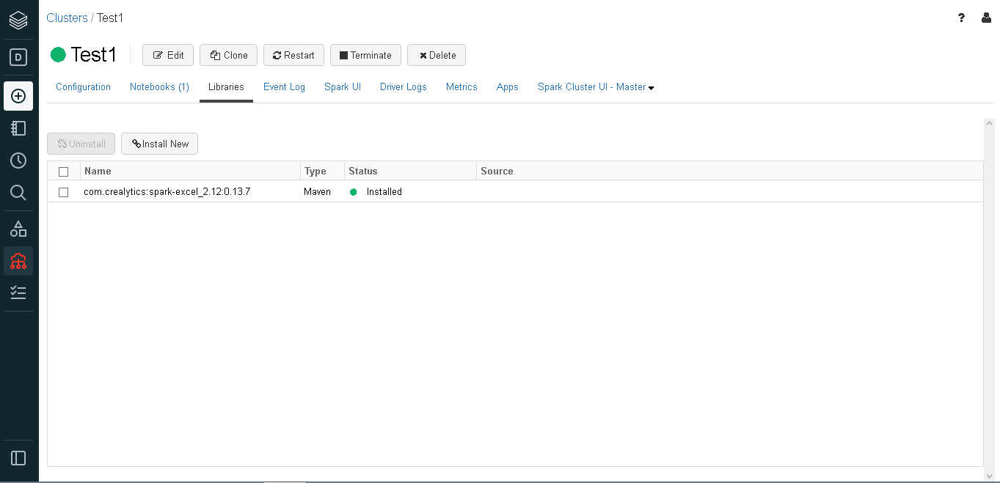 Clusters / Test1
?
D
Test1
Edit
Clone
Restart
Terminate
Delete
Configuration
Notebooks (1)
Libraries
Event Log
Spark UI
Driver Logs
Metrics
Apps
Spark Cluster UI - Master
Uninstall
Install New
Name Type Status Source
com.crealytics:spark-excel_2.12:0.13.7 Maven Installed